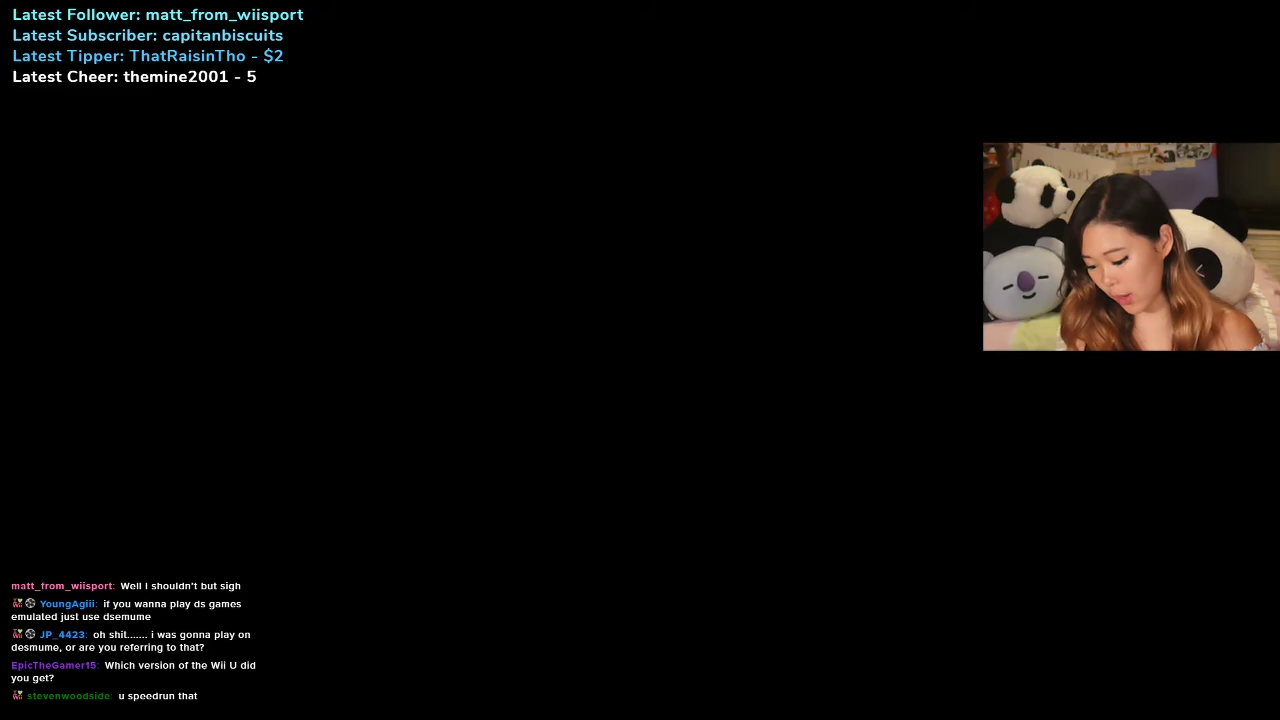 Latest Follower: matt_from_wiisport
Latest Subscriber: capitanbiscuits
Latest Tipper: ThatRaisinTho - $2
Latest Cheer: themine2001 - 5
matt_from_wiisport: Well I shouldn't but sigh
YoungAgiii: if you wanna play ds games
emulated just use dsemume
JP_4423: oh shit....... i was gonna play on
desmume, or are you referring to that?
EpicTheGamer15: Which version of the Wii U did
you get?
stevenwoodside: u speedrun that